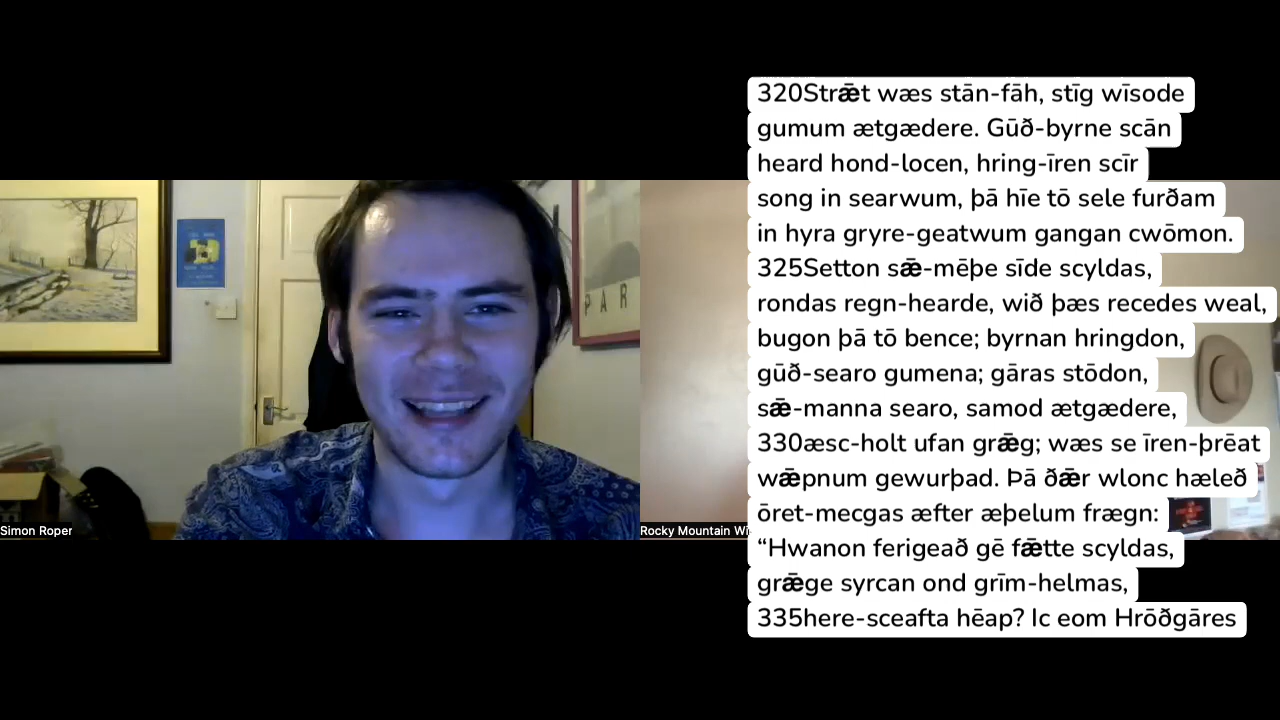 320Strǣt wæs stān-fāh, stīg wīsode
gumum ætgædere. Gūð-byrne scān
heard hond-locen, hring-īren scīr
song in searwum, þā hīe tō sele furðam
in hyra gryre-geatwum gangan cwōmon.
325Setton sǣ-mēþe sīde scyldas,
rondas regn-hearde, wið þæs recedes weal,
bugon þā tō bence; byrnan hringdon,
gūð-searo gumena; gāras stōdon,
sǣ-manna searo, samod ætgædere,
330æsc-holt ufan grǣg; wæs se īren-þrēat
wǣpnum gewurþad. Þā ðǣr wlonc hæleð
ōret-mecgas æfter æþelum frægn:
“Hwanon ferigeað gē fǣtte scyldas,
grǣge syrcan ond grīm-helmas,
335here-sceafta hēap? Ic eom Hrōðgāres
PAR
Simon Roper
Rocky Mountain